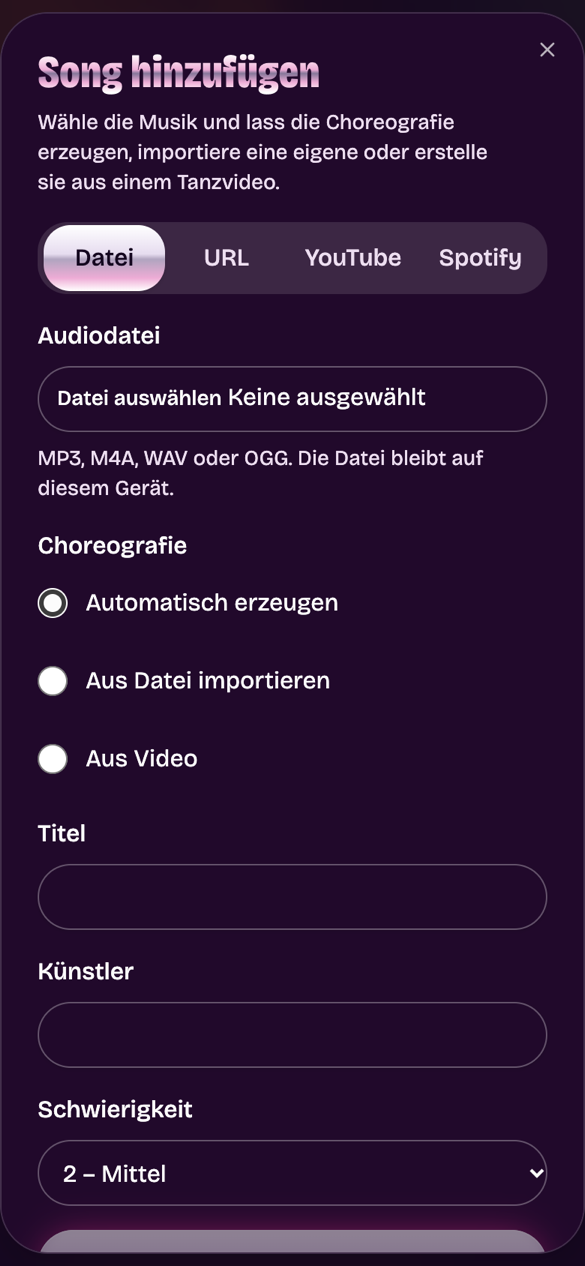 Song hinzufügen
Wähle die Musik und lass die Choreografie
erzeugen, importiere eine eigene oder erstelle
sie aus einem Tanzvideo.
Datei URL YouTube Spotify
Audiodatei
Datei auswählen Keine ausgewählt
MP3, M4A, WAV oder OGG. Die Datei bleibt auf
diesem Gerät.
Choreografie
Automatisch erzeugen
Aus Datei importieren
Aus Video
Titel
Künstler
Schwierigkeit
2 – Mittel